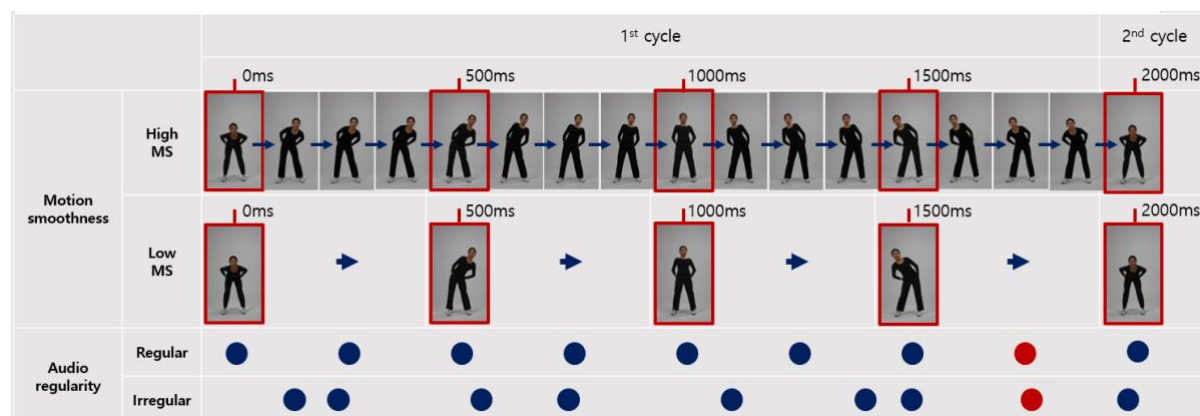 1st cycle
2nd cycle
0ms
500ms
1000ms
1500ms
2000ms
High
MS
Motion
smoothness
0ms
500ms
1000ms
1500ms
2000ms
Low
MS
Audio
regularity
Regular
Irregular